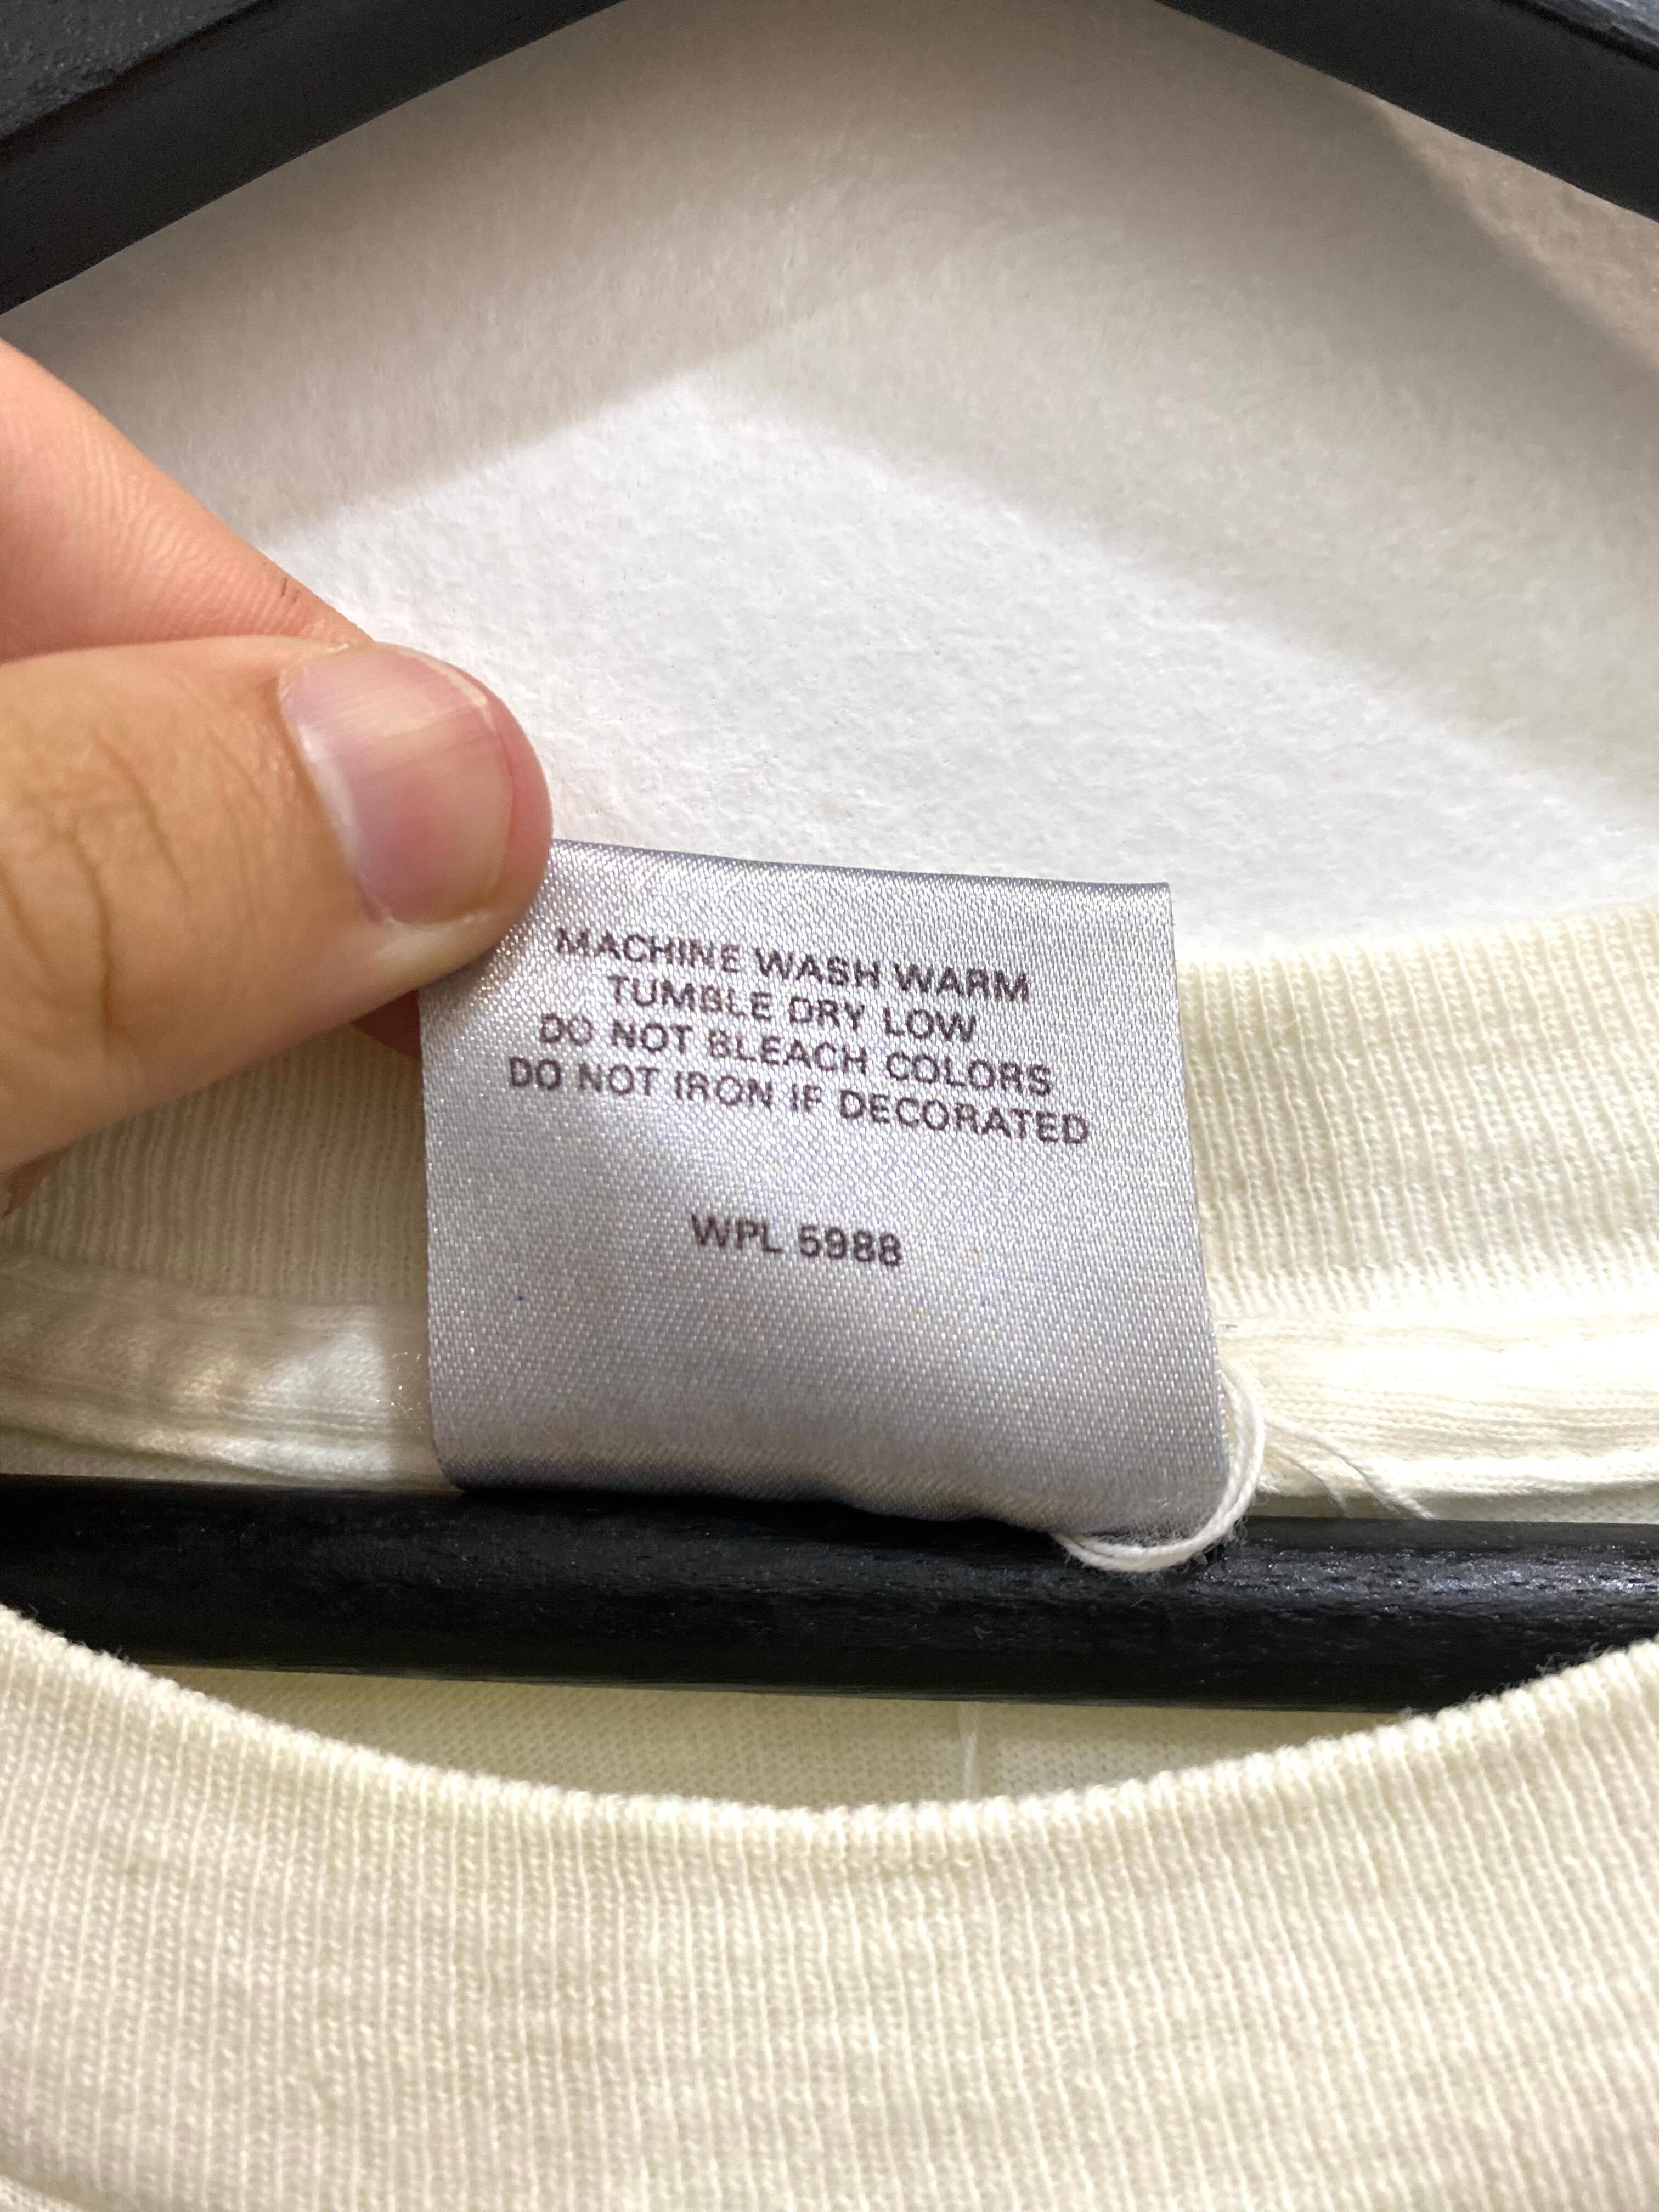 MACHINE WASH WARM
TUMBLE DRY LOW
DO NOT BLEACH COLORS
DO NOT IRON IF DECORATED
WPL 5988